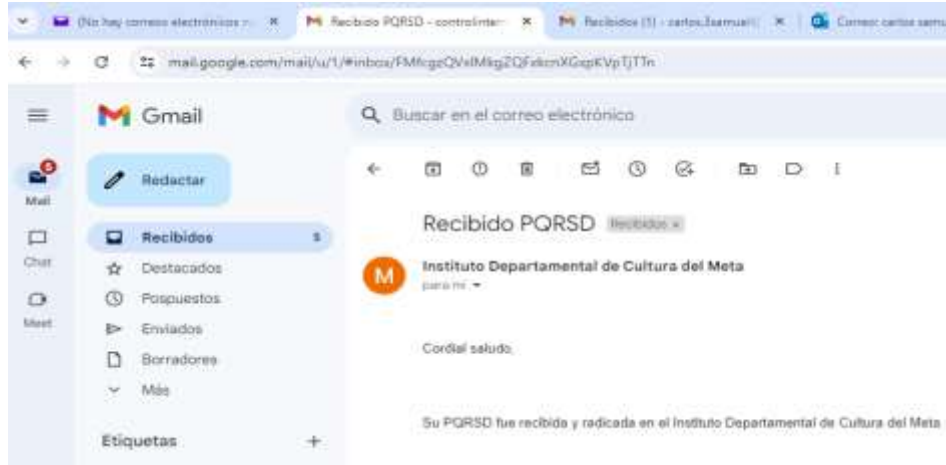 (No hay correos electrónicos
Recibido PQRSD - controlinter
Recibidos (1) -
Correo: carlos samu
mail.google.com/mail/u/1/#inbox/
Gmail
Buscar en el correo electrónico
5
Mail
Redactar
Recibido PQRSD Recibidos x
Chat
Recibidos 5
Instituto Departamental de Cultura del Meta
Destacados
para mí
Meet
Pospuestos
Enviados
Cordial saludo,
Borradores
Más
Su PQRSD fue recibida y radicada en el Instituto Departamental de Cultura del Meta
Etiquetas +